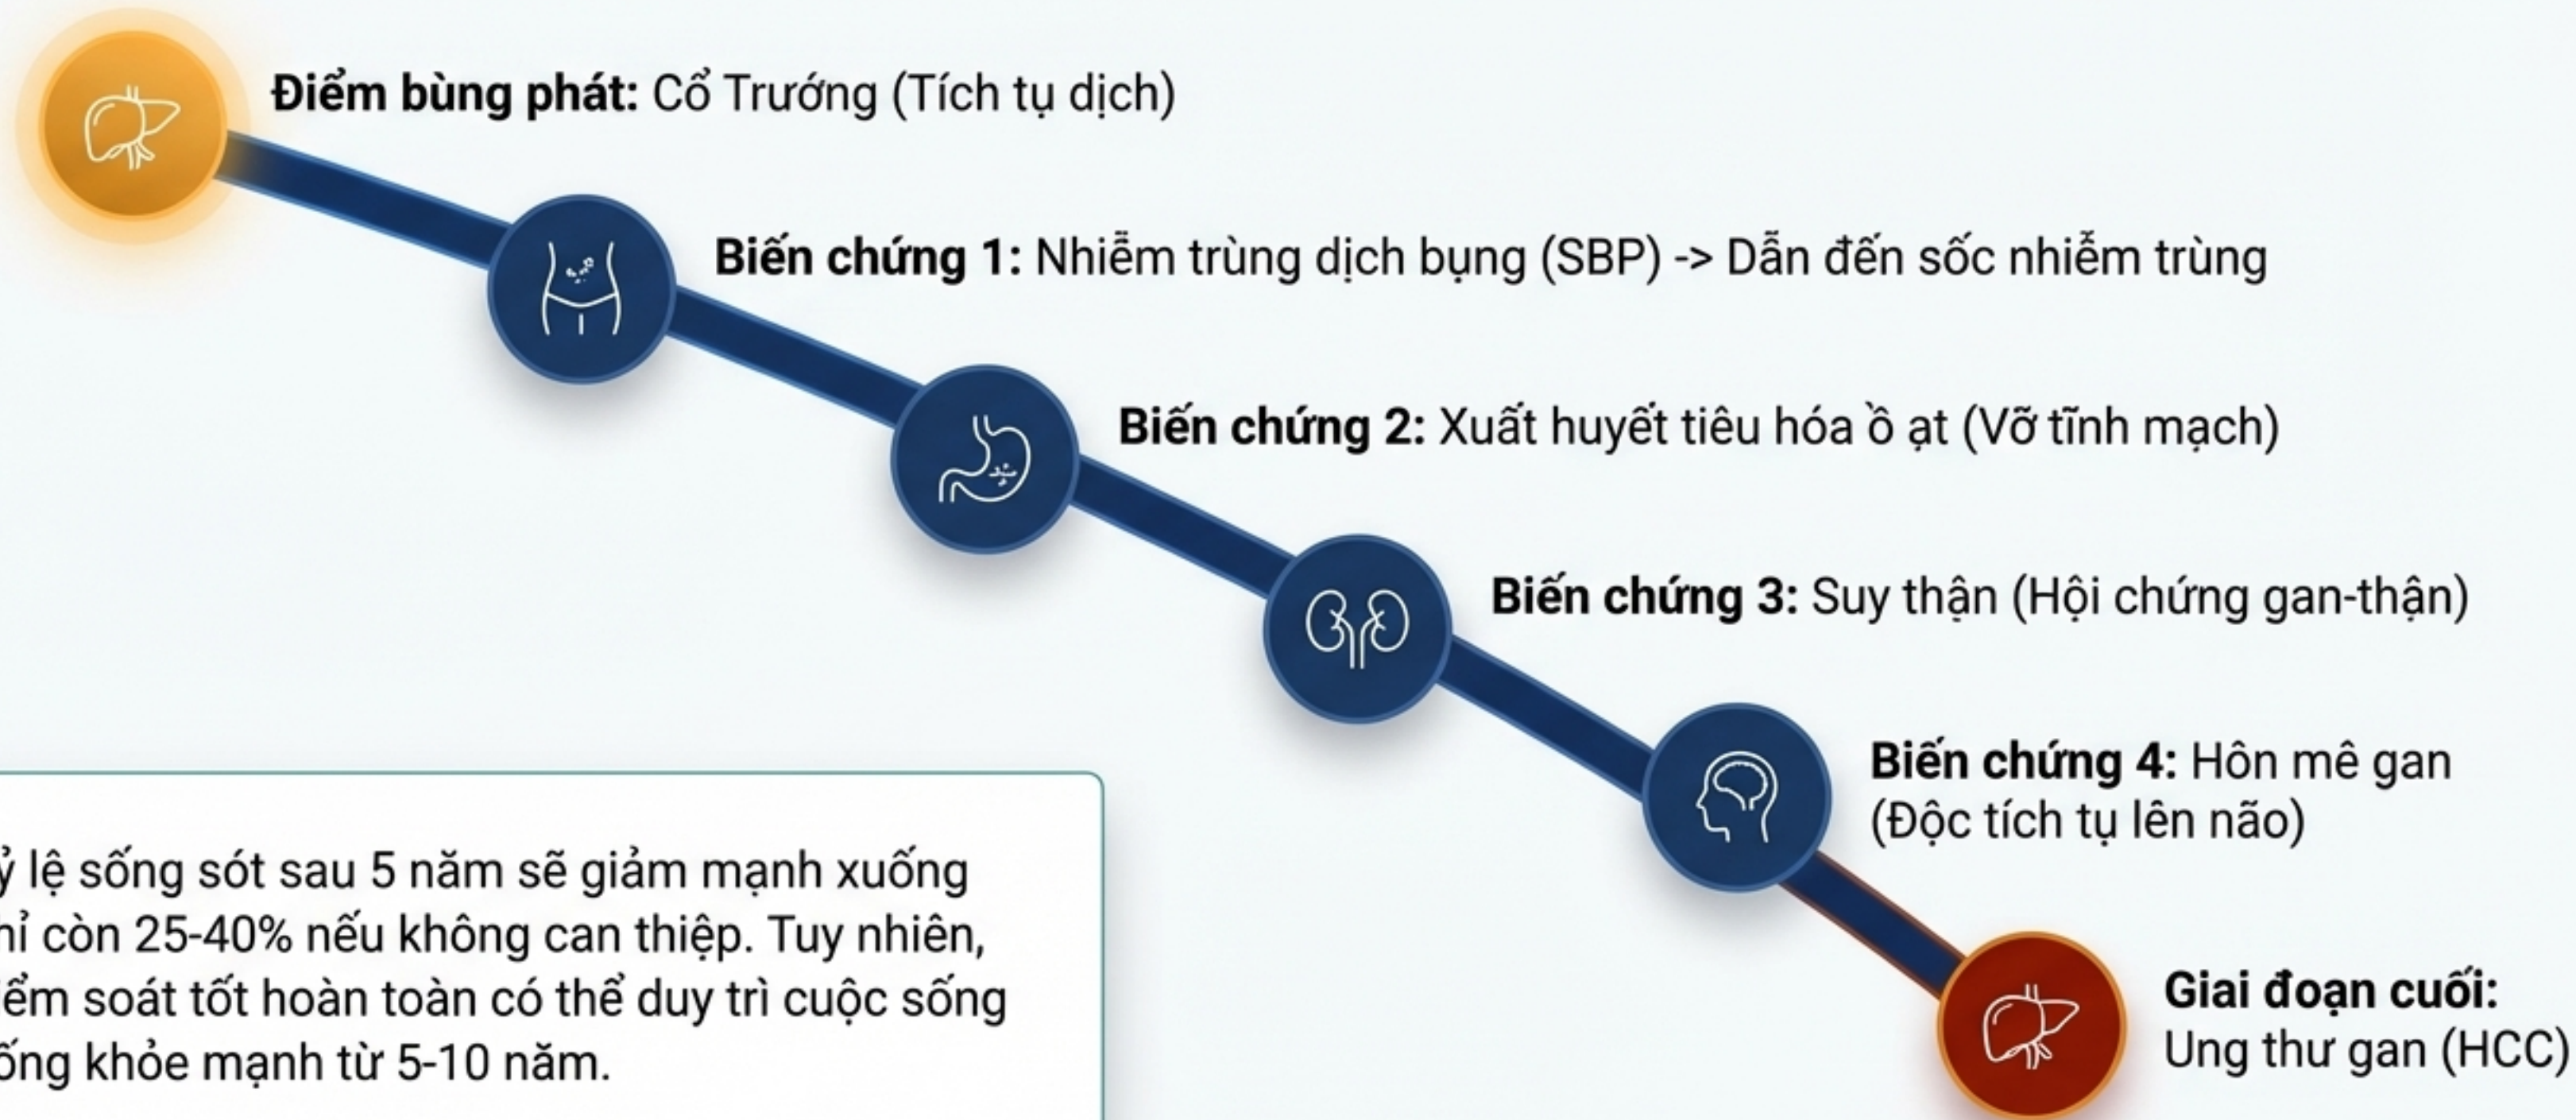 Điểm bùng phát: Cổ Trướng (Tích tụ dịch)
Biến chứng 1: Nhiễm trùng dịch bụng (SBP) -> Dẫn đến sốc nhiễm trùng
Biến chứng 2: Xuất huyết tiêu hóa ồ ạt (Vỡ tĩnh mạch)
Biến chứng 3: Suy thận (Hội chứng gan-thận)
Biến chứng 4: Hôn mê gan
(Độc tích tụ lên não)
Giai đoạn cuối:
Ung thư gan (HCC)
lệ sống sót sau 5 năm sẽ giảm mạnh xuống
còn 25-40% nếu không can thiệp. Tuy nhiên,
soát tốt hoàn toàn có thể duy trì cuộc sống
khỏe mạnh từ 5-10 năm.